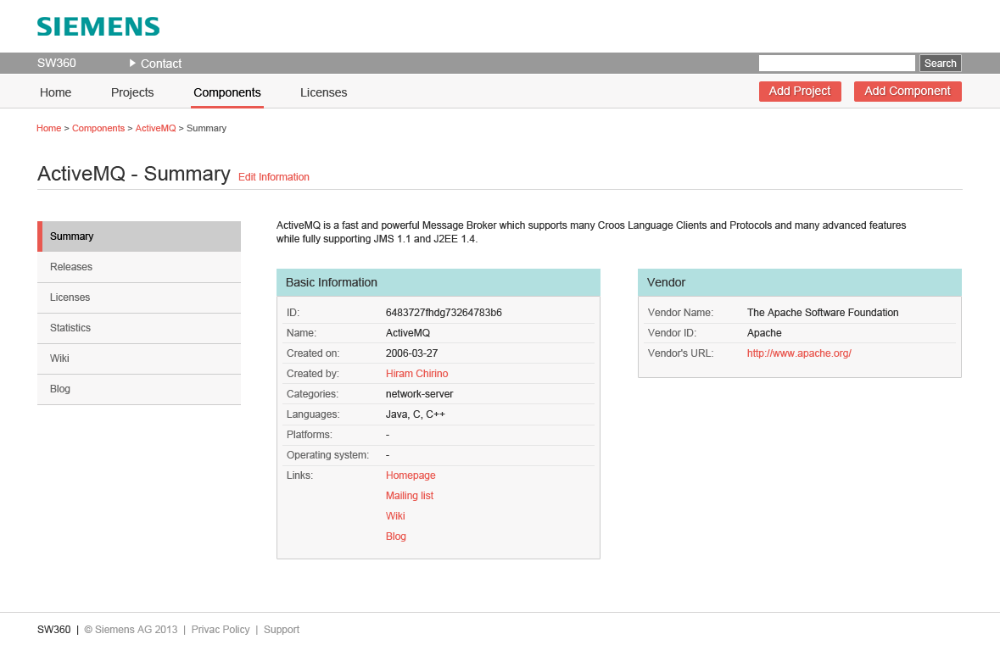 SIEMENS
SW360 Contact Search
Home Projects Components Licenses Add Project Add Component
Home > Components > ActiveMQ > Summary
ActiveMQ - Summary Edit Information
Summary
Releases
Licenses
Statistics
Wiki
Blog
ActiveMQ is a fast and powerful Message Broker which supports many Croos Language Clients and Protocols and many advanced features
while fully supporting JMS 1.1 and J2EE 1.4.
Basic Information
ID: 6483727fhdg73264783b6
Name: ActiveMQ
Created on: 2006-03-27
Created by: Hiram Chirino
Categories: network-server
Languages: Java, C, C++
Platforms: -
Operating system: -
Links: Homepage
Mailing list
Wiki
Blog
Vendor
Vendor Name: The Apache Software Foundation
Vendor ID: Apache
Vendor's URL: http://www.apache.org/
SW360 | © Siemens AG 2013 | Privac Policy | Support